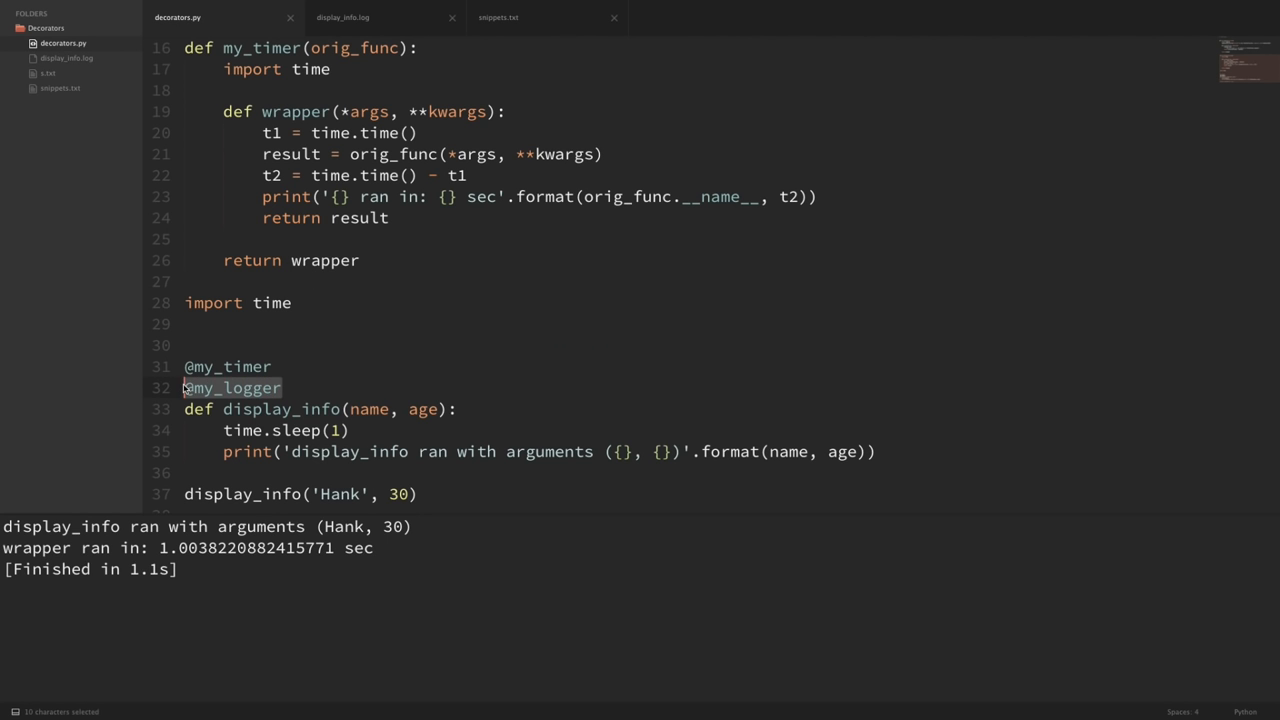 FOLDERS
Decorators
decorators.py
display_info.log
s.txt
snippets.txt
decorators.py
display_info.log
snippets.txt
16 def my_timer(orig_func):
17     import time
18
19     def wrapper(*args, **kwargs):
20         t1 = time.time()
21         result = orig_func(*args, **kwargs)
22         t2 = time.time() - t1
23         print('{} ran in: {} sec'.format(orig_func.__name__, t2))
24         return result
25
26     return wrapper
27
28 import time
29
30
31 @my_timer
32 @my_logger
33 def display_info(name, age):
34     time.sleep(1)
35     print('display_info ran with arguments ({}, {})'.format(name, age))
36
37 display_info('Hank', 30)
display_info ran with arguments (Hank, 30)
wrapper ran in: 1.0038220882415771 sec
[Finished in 1.1s]
10 characters selected
Spaces: 4
Python